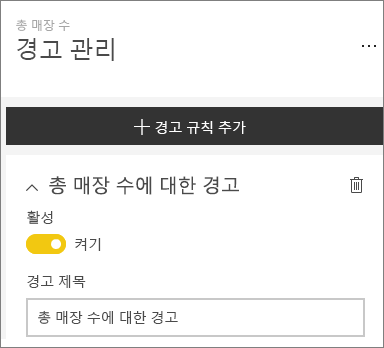 총 매장 수
경고 관리
경고 규칙 추가
총 매장 수에 대한 경고
활성
켜기
경고 제목
총 매장 수에 대한 경고